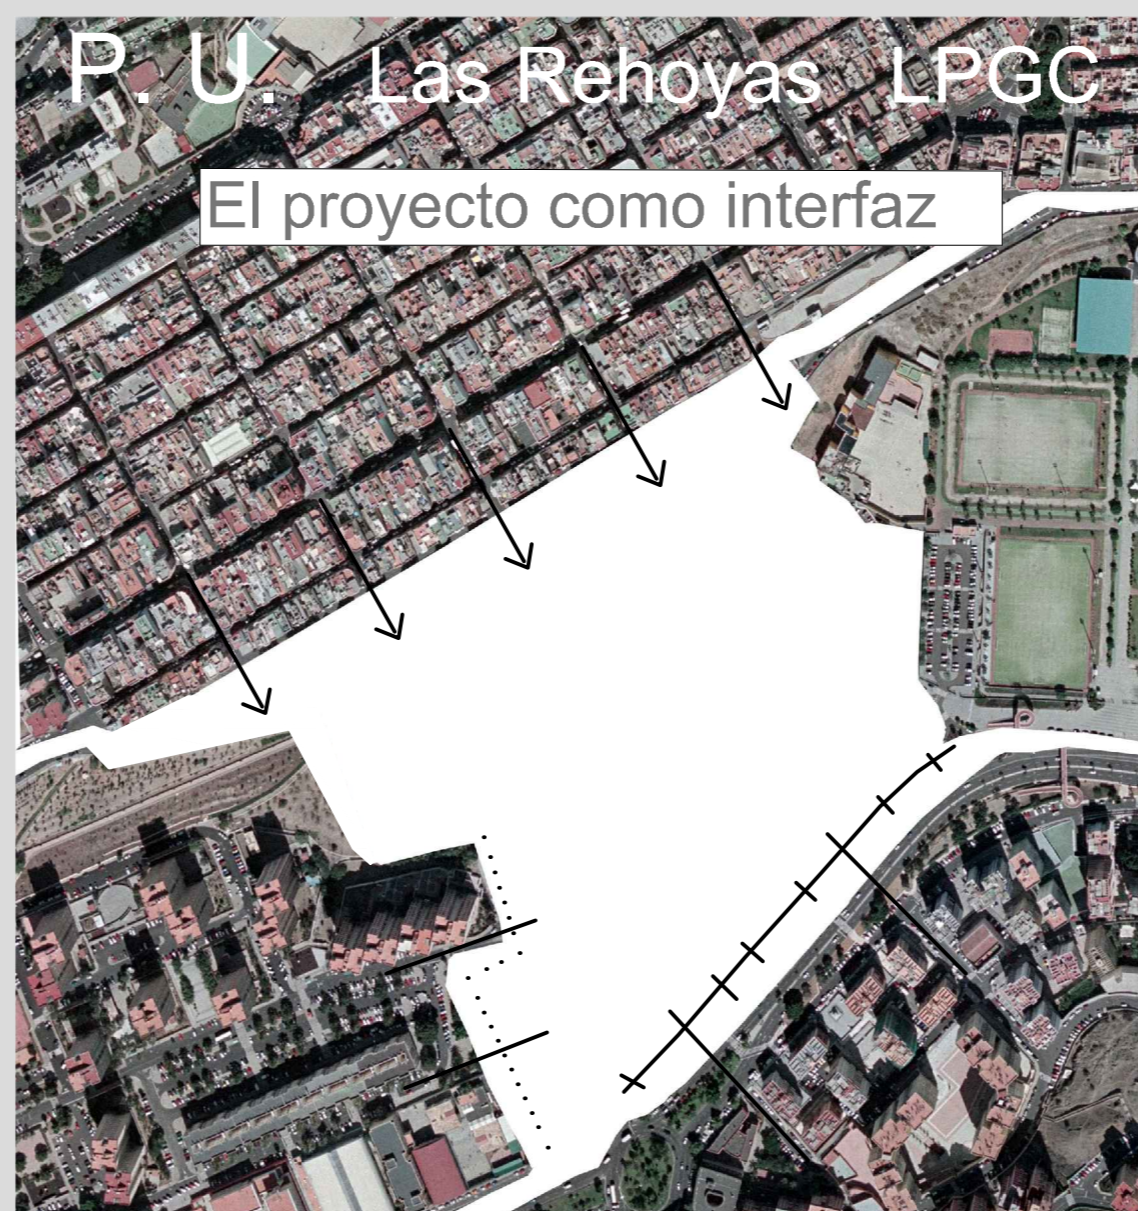 P. U. Las Rehoyas LPGC
El proyecto como interfaz